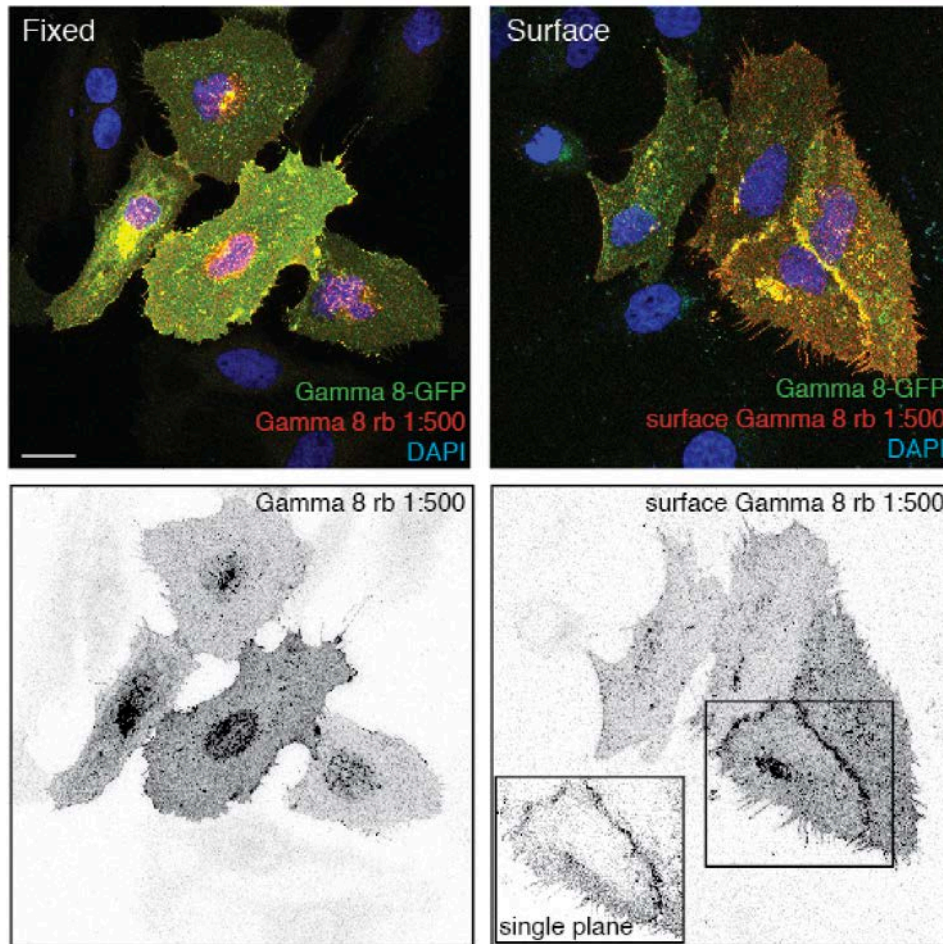 Fixed
Gamma 8-GFP
Gamma 8 rb 1:500
DAPI
Surface
Gamma 8-GFP
surface Gamma 8 rb 1:500
DAPI
Gamma 8 rb 1:500
surface Gamma 8 rb 1:500
single plane